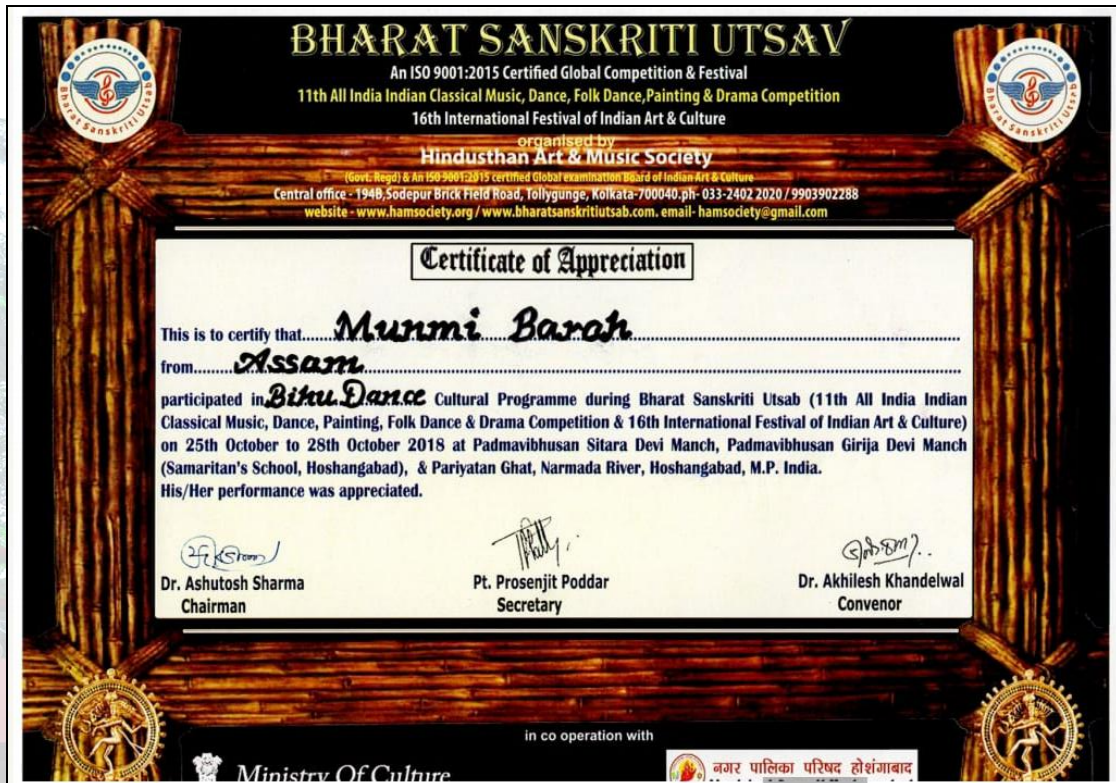 BHARAT SANSKRITI UTSAV
An ISO 9001:2015 Certified Global Competition & Festival
11th All India Indian Classical Music, Dance, Folk Dance,Painting & Drama Competition
16th International Festival of Indian Art & Culture
organised by
Hindusthan Art & Music Society
(Govt. Regd) & An ISO 9001:2015 certified Global examination Board of Indian Art & Culture
Central office - 194B,Sodepur Brick Field Road, Tollygunge, Kolkata-700040.ph- 033-2402 2020 / 9903902288
website - www.hamsociety.org / www.bharatsanskritiutsab.com. email- hamsociety@gmail.com
Bharat Sanskriti Utsab
Bharat Sanskriti Utsab
Certificate of Appreciation
This is to certify that Munmi Barah
from Assam
participated in Bihu Dance Cultural Programme during Bharat Sanskriti Utsab (11th All India Indian
Classical Music, Dance, Painting, Folk Dance & Drama Competition & 16th International Festival of Indian Art & Culture)
on 25th October to 28th October 2018 at Padmavibhusan Sitara Devi Manch, Padmavibhusan Girija Devi Manch
(Samaritan's School, Hoshangabad), & Pariyatan Ghat, Narmada River, Hoshangabad, M.P. India.
His/Her performance was appreciated.
Dr. Ashutosh Sharma
Chairman
Pt. Prosenjit Poddar
Secretary
Dr. Akhilesh Khandelwal
Convenor
in co operation with
Ministry Of Culture
नगर पालिका परिषद होशंगाबाद